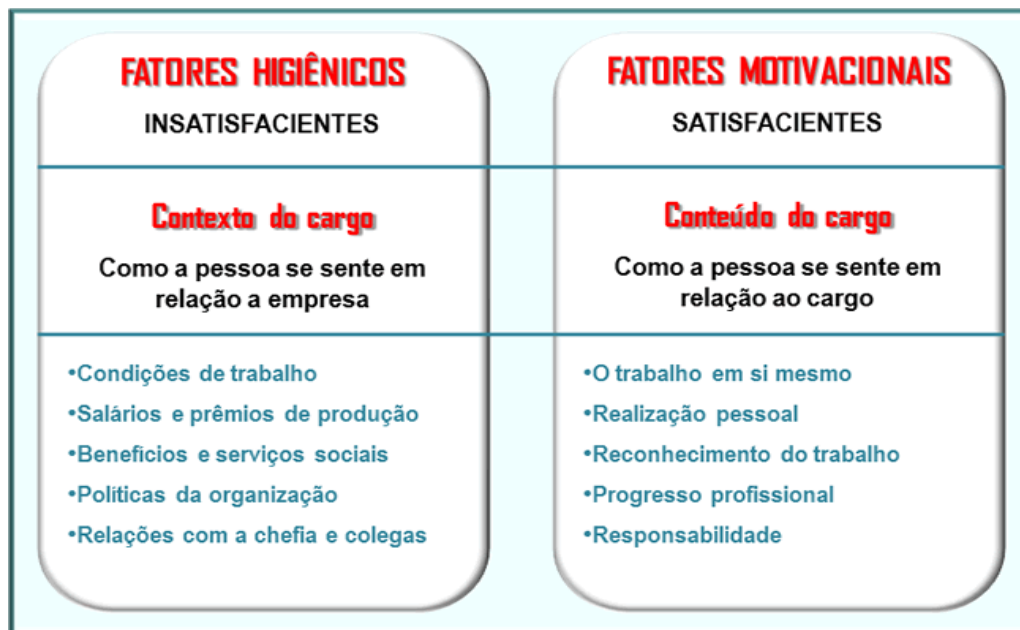 FATORES HIGIÊNICOS
INSATISFACIENTES
Contexto do cargo
Como a pessoa se sente em
relação a empresa
•Condições de trabalho
•Salários e prêmios de produção
•Benefícios e serviços sociais
•Políticas da organização
•Relações com a chefia e colegas
FATORES MOTIVACIONAIS
SATISFACIENTES
Conteúdo do cargo
Como a pessoa se sente em
relação ao cargo
•O trabalho em si mesmo
•Realização pessoal
•Reconhecimento do trabalho
•Progresso profissional
•Responsabilidade